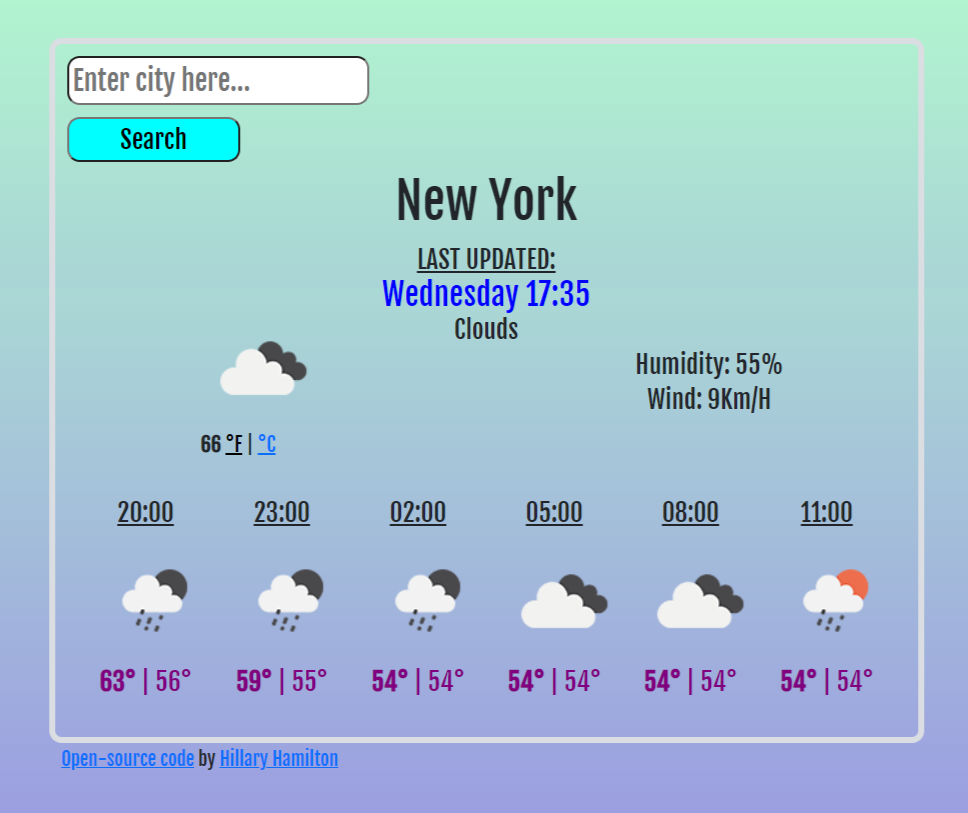 Enter city here...
Search
New York
LAST UPDATED:
Wednesday 17:35
Clouds
Humidity: 55%
Wind: 9Km/H
66 °F | °C
20:00 23:00 02:00 05:00 08:00 11:00
63° | 56° 59° | 55° 54° | 54° 54° | 54° 54° | 54° 54° | 54°
Open-source code by Hillary Hamilton